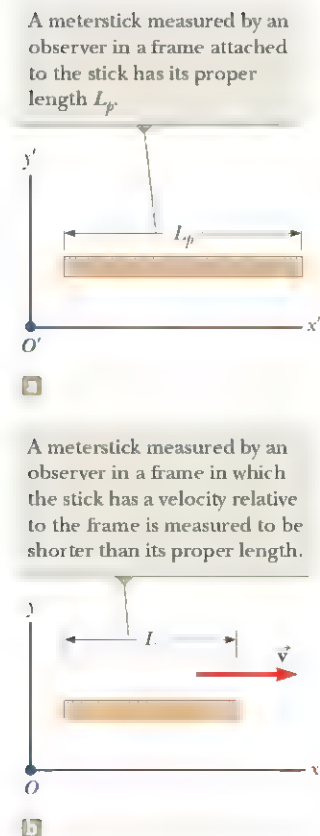 A meterstick measured by an
observer in a frame attached
to the stick has its proper
length Lp.
y'
Lp
x'
O'
a
A meterstick measured by an
observer in a frame in which
the stick has a velocity relative
to the frame is measured to be
shorter than its proper length.
y
L
v⃗
x
O
b